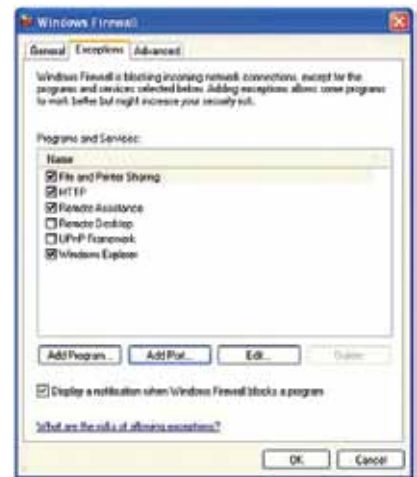 Windows Firewall
General Exceptions Advanced
Windows Firewall is blocking incoming network connections, except for the
programs and services selected below. Adding exceptions allows some programs
to work better but might increase your security risk.
Programs and Services:
Name
File and Printer Sharing
HTTP
Remote Assistance
Remote Desktop
UPnP Framework
Windows Explorer
Add Program... Add Port... Edit... Delete
Display a notification when Windows Firewall blocks a program
What are the risks of allowing exceptions?
OK Cancel